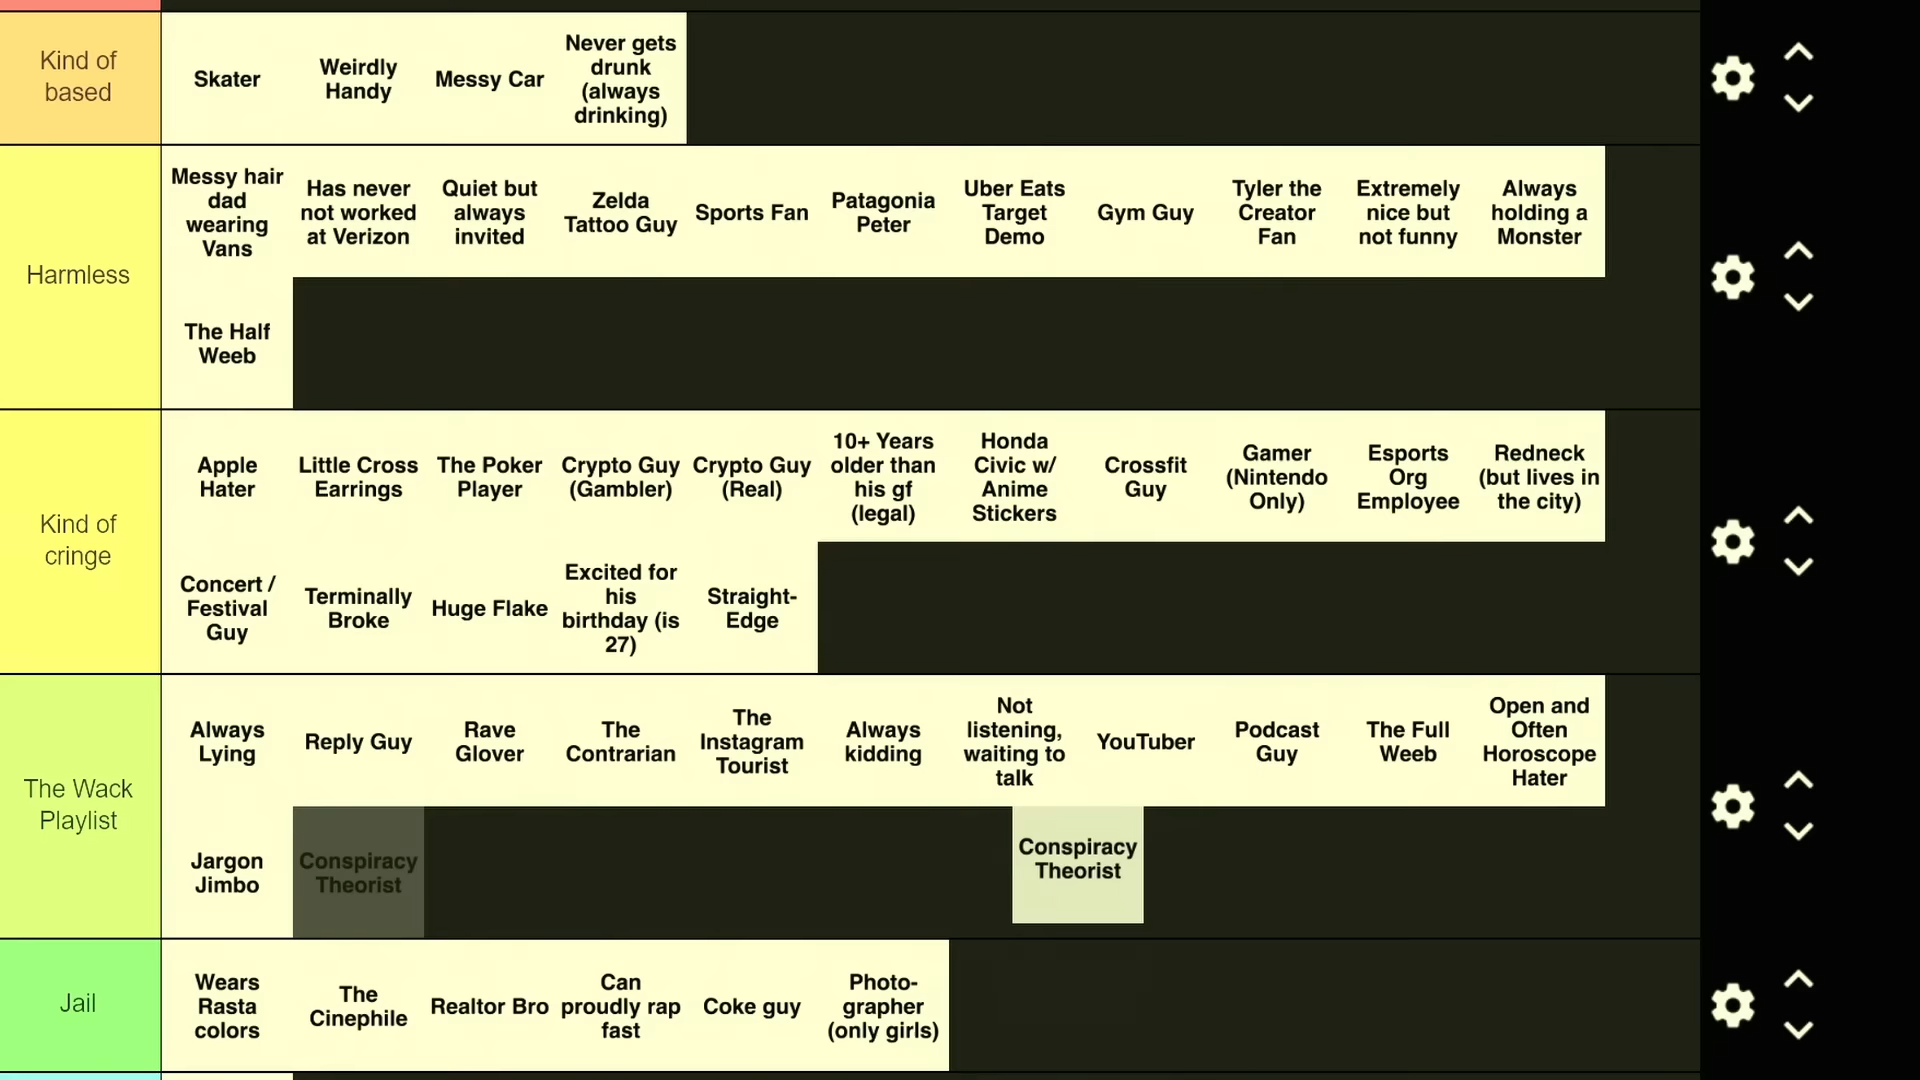 Kind of
based
Skater
Weirdly
Handy
Messy Car
Never gets
drunk
(always
drinking)
Harmless
Messy hair
dad
wearing
Vans
Has never
not worked
at Verizon
Quiet but
always
invited
Zelda
Tattoo Guy
Sports Fan
Patagonia
Peter
Uber Eats
Target
Demo
Gym Guy
Tyler the
Creator
Fan
Extremely
nice but
not funny
Always
holding a
Monster
The Half
Weeb
Kind of
cringe
Apple
Hater
Little Cross
Earrings
The Poker
Player
Crypto Guy
(Gambler)
Crypto Guy
(Real)
10+ Years
older than
his gf
(legal)
Honda
Civic w/
Anime
Stickers
Crossfit
Guy
Gamer
(Nintendo
Only)
Esports
Org
Employee
Redneck
(but lives in
the city)
Concert /
Festival
Guy
Terminally
Broke
Huge Flake
Excited for
his
birthday (is
27)
Straight-
Edge
The Wack
Playlist
Always
Lying
Reply Guy
Rave
Glover
The
Contrarian
The
Instagram
Tourist
Always
kidding
Not
listening,
waiting to
talk
YouTuber
Podcast
Guy
The Full
Weeb
Open and
Often
Horoscope
Hater
Jargon
Jimbo
Conspiracy
Theorist
Conspiracy
Theorist
Jail
Wears
Rasta
colors
The
Cinephile
Realtor Bro
Can
proudly rap
fast
Coke guy
Photo-
grapher
(only girls)